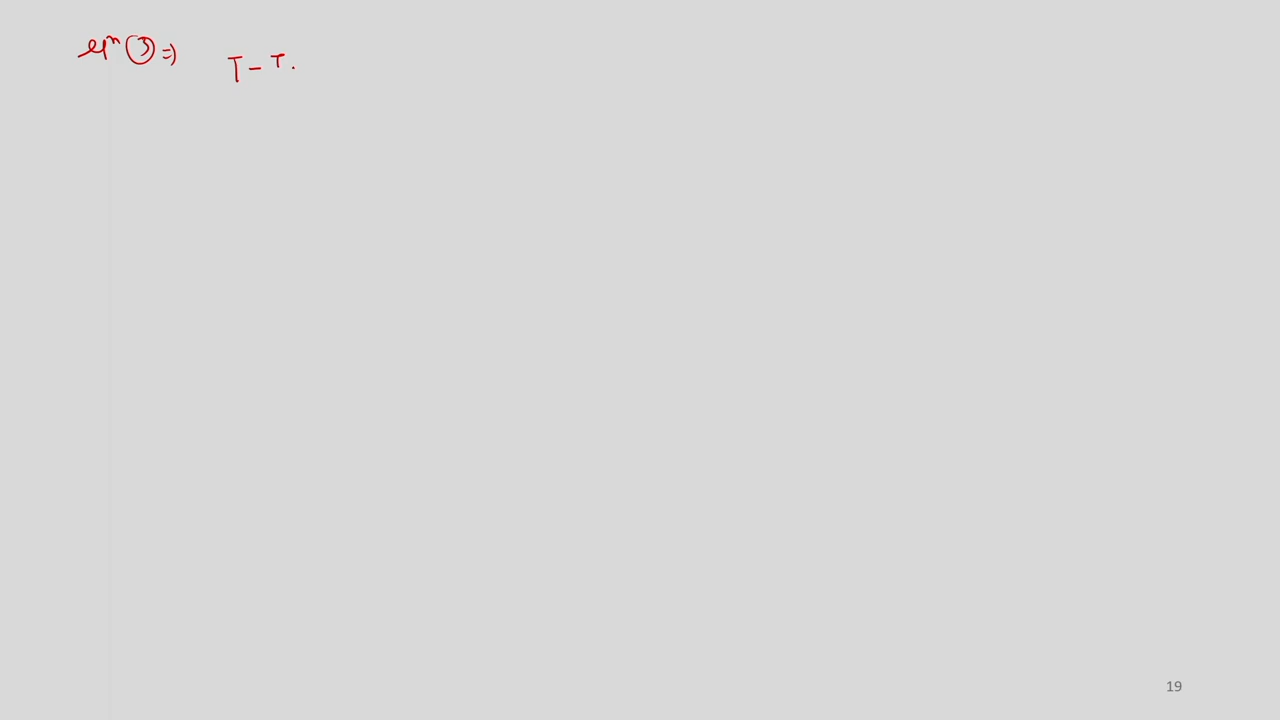 eqⁿ (3) ⇒ T - T.
19